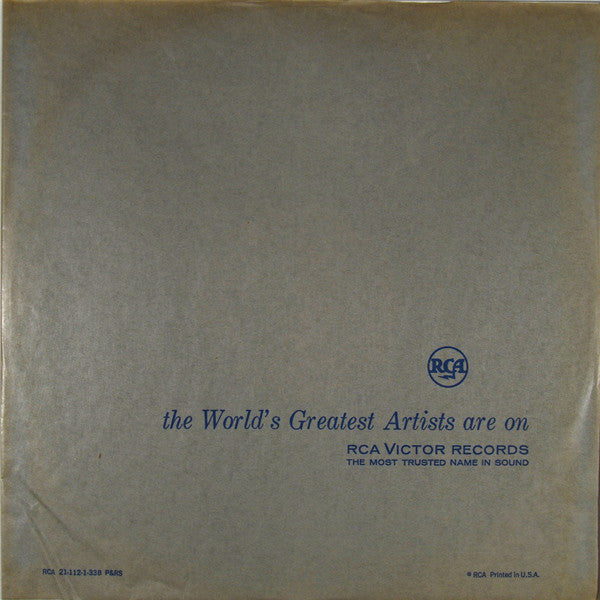 RCA
the World's Greatest Artists are on
RCA VICTOR RECORDS
THE MOST TRUSTED NAME IN SOUND
RCA 21-112-1-33B P&RS
® RCA Printed in U.S.A.